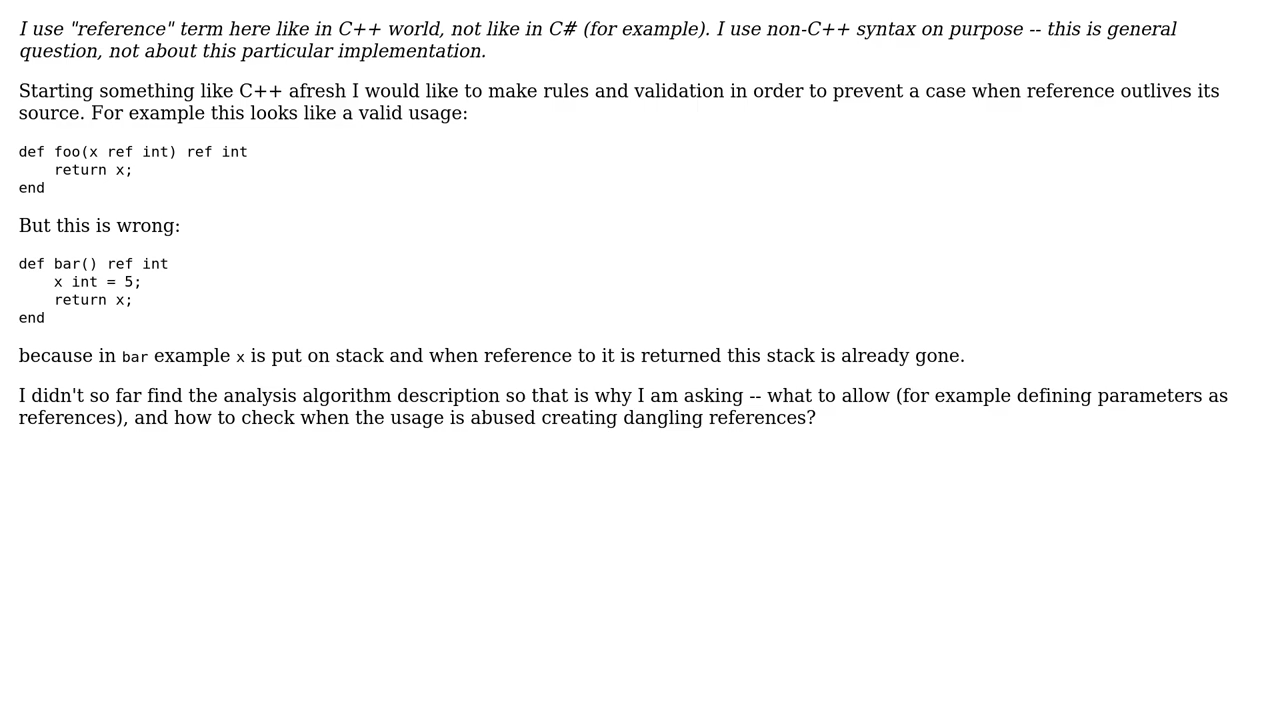 I use "reference" term here like in C++ world, not like in C# (for example). I use non-C++ syntax on purpose -- this is general
question, not about this particular implementation.
Starting something like C++ afresh I would like to make rules and validation in order to prevent a case when reference outlives its
source. For example this looks like a valid usage:
def foo(x ref int) ref int
    return x;
end
But this is wrong:
def bar() ref int
    x int = 5;
    return x;
end
because in bar example x is put on stack and when reference to it is returned this stack is already gone.
I didn't so far find the analysis algorithm description so that is why I am asking -- what to allow (for example defining parameters as
references), and how to check when the usage is abused creating dangling references?